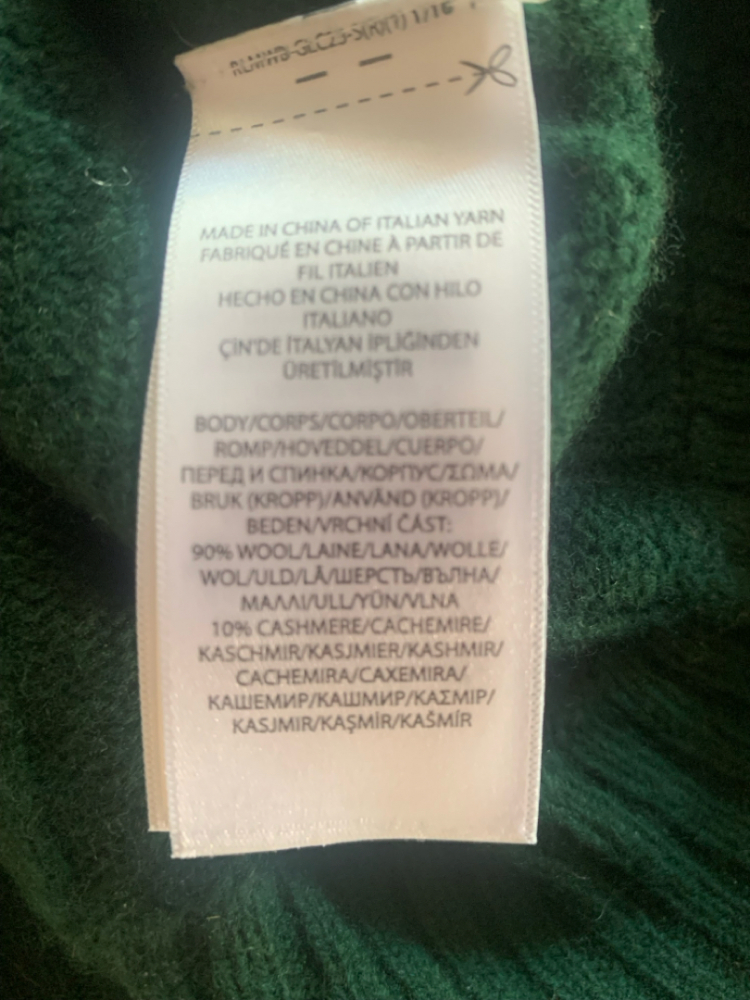 MADE IN CHINA OF ITALIAN YARN
FABRIQUÉ EN CHINE À PARTIR DE
FIL ITALIEN
HECHO EN CHINA CON HILO
ITALIANO
ÇİN'DE İTALYAN İPLİĞİNDEN
ÜRETİLMİŞTİR
BODY/CORPS/CORPO/OBERTEIL/
ROMP/HOVEDDEL/CUERPO/
ПЕРЕД И СПИНКА/КОРПУС/ΣΩΜΑ/
BRUK (KROPP)/ANVÄND (KROPP)/
BEDEN/VRCHNÍ ČÁST:
90% WOOL/LAINE/LANA/WOLLE/
WOL/ULD/LÃ/ШЕРСТЬ/ВЪЛНА/
ΜΑΛΛΙ/ULL/YÜN/VLNA
10% CASHMERE/CACHEMIRE/
KASCHMIR/KASJMIER/KASHMIR/
CACHEMIRA/CAXEMIRA/
КАШЕМИР/КАШМИР/ΚΑΣΜΙΡ/
KASJMIR/KAŞMİR/KAŠMÍR